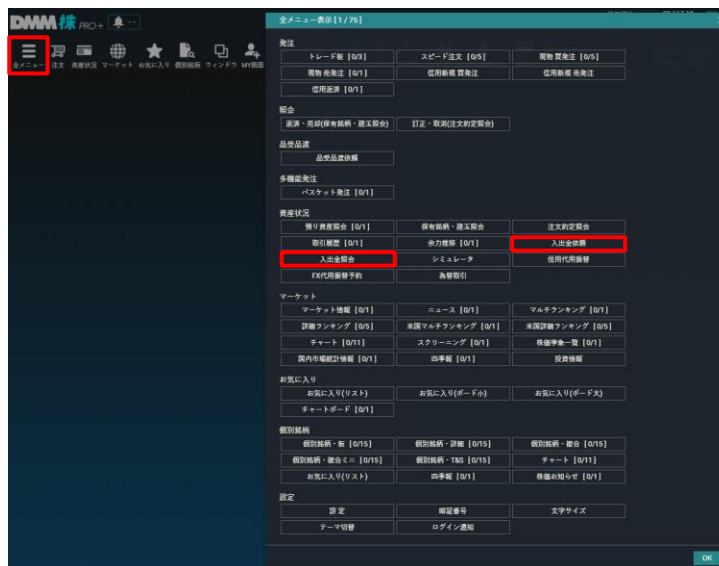 DMM 株 PRO+
全メニュー 注文 資産状況 マーケット お気に入り 個別銘柄 ウィンドウ MY画面
全メニュー表示 [1/75]
発注
トレード板 [0/3] スピード注文 [0/5] 現物 買発注 [0/5]
現物 売発注 [0/1] 信用新規 買発注 信用新規 売発注
信用返済 [0/1]
照会
返済・売却(保有銘柄・建玉照会) 訂正・取消(注文約定照会)
品受品渡
品受品渡依頼
多機能発注
バスケット発注 [0/1]
資産状況
預り資産照会 [0/1] 保有銘柄・建玉照会 注文約定照会
取引履歴 [0/1] 余力推移 [0/1] 入出金依頼
入出金照会 シミュレータ 信用代用振替
FX代用振替予約 為替取引
マーケット
マーケット情報 [0/1] ニュース [0/1] マルチランキング [0/1]
詳細ランキング [0/5] 米国マルチランキング [0/1] 米国詳細ランキング [0/5]
チャート [0/11] スクリーニング [0/1] 株価予象一覧 [0/1]
国内市場統計情報 [0/1] 四季報 [0/1] 投資情報
お気に入り
お気に入り(リスト) お気に入り(ボード小) お気に入り(ボード大)
チャートボード [0/1]
個別銘柄
個別銘柄・板 [0/15] 個別銘柄・詳細 [0/15] 個別銘柄・複合 [0/15]
個別銘柄・複合ミニ [0/15] 個別銘柄・T&S [0/15] チャート [0/11]
お気に入り(リスト) 四季報 [0/1] 株価お知らせ [0/1]
設定
設定 暗証番号 文字サイズ
テーマ切替 ログイン通知
OK